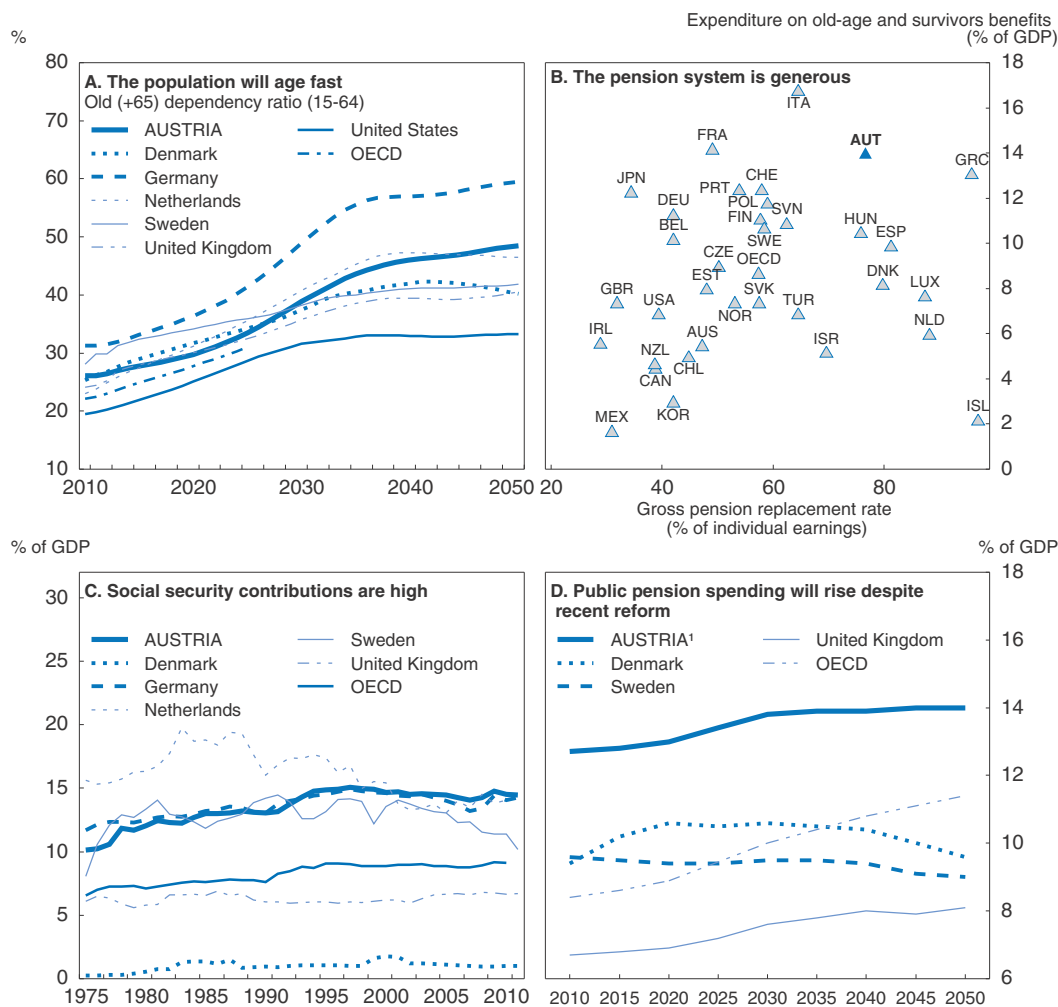 Expenditure on old-age and survivors benefits
(% of GDP)
%
80
70
60
50
40
30
20
10
A. The population will age fast
Old (+65) dependency ratio (15-64)
AUSTRIA
Denmark
Germany
Netherlands
Sweden
United Kingdom
United States
OECD
2010
2020
2030
2040
2050
B. The pension system is generous
18
16
14
12
10
8
6
4
2
0
ITA
FRA
AUT
GRC
JPN
PRT
CHE
DEU
POL
SVN
BEL
FIN
HUN
ESP
SWE
CZE
OECD
EST
DNK
LUX
GBR
USA
SVK
TUR
NOR
NLD
IRL
AUS
ISR
NZL
CHL
CAN
KOR
MEX
ISL
20
40
60
80
Gross pension replacement rate
(% of individual earnings)
% of GDP
30
25
20
15
10
5
0
C. Social security contributions are high
AUSTRIA
Denmark
Germany
Netherlands
Sweden
United Kingdom
OECD
1975
1980
1985
1990
1995
2000
2005
2010
% of GDP
18
16
14
12
10
8
6
D. Public pension spending will rise despite
recent reform
AUSTRIA¹
Denmark
Sweden
United Kingdom
OECD
2010
2015
2020
2025
2030
2035
2040
2045
2050